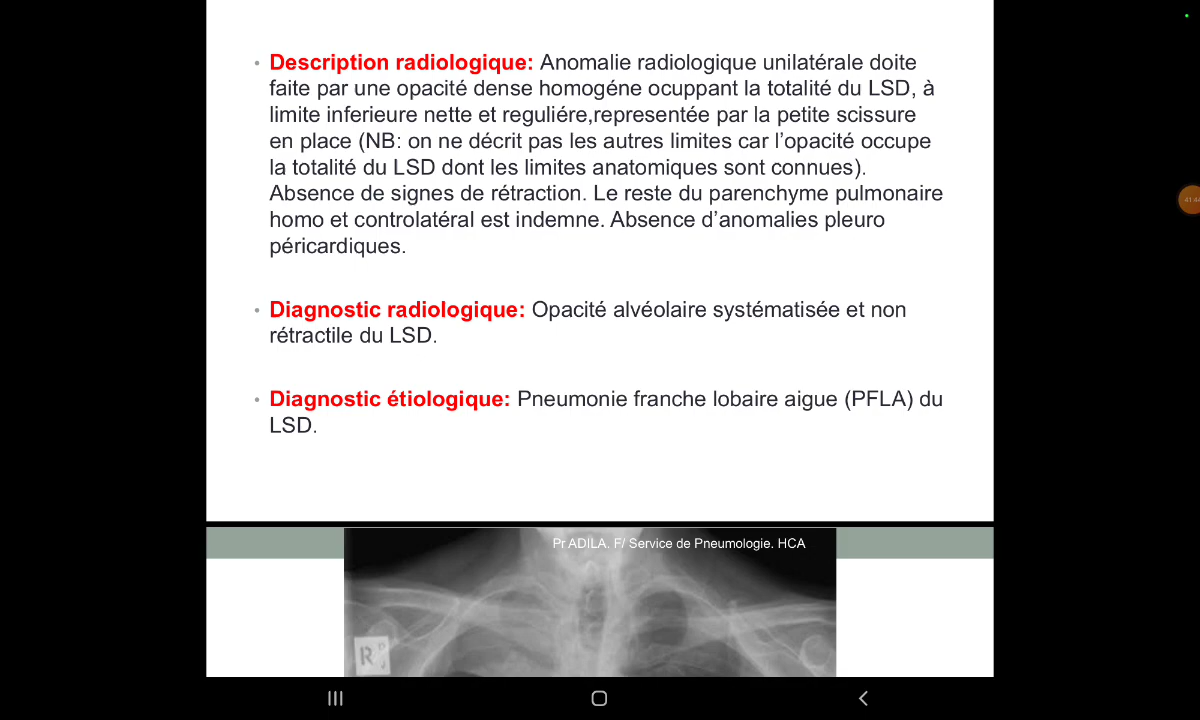 • Description radiologique: Anomalie radiologique unilatérale doite
faite par une opacité dense homogéne ocuppant la totalité du LSD, à
limite inferieure nette et reguliére,representée par la petite scissure
en place (NB: on ne décrit pas les autres limites car l’opacité occupe
la totalité du LSD dont les limites anatomiques sont connues).
Absence de signes de rétraction. Le reste du parenchyme pulmonaire
homo et controlatéral est indemne. Absence d’anomalies pleuro
péricardiques.
• Diagnostic radiologique: Opacité alvéolaire systématisée et non
rétractile du LSD.
• Diagnostic étiologique: Pneumonie franche lobaire aigue (PFLA) du
LSD.
Pr ADILA. F/ Service de Pneumologie. HCA
R